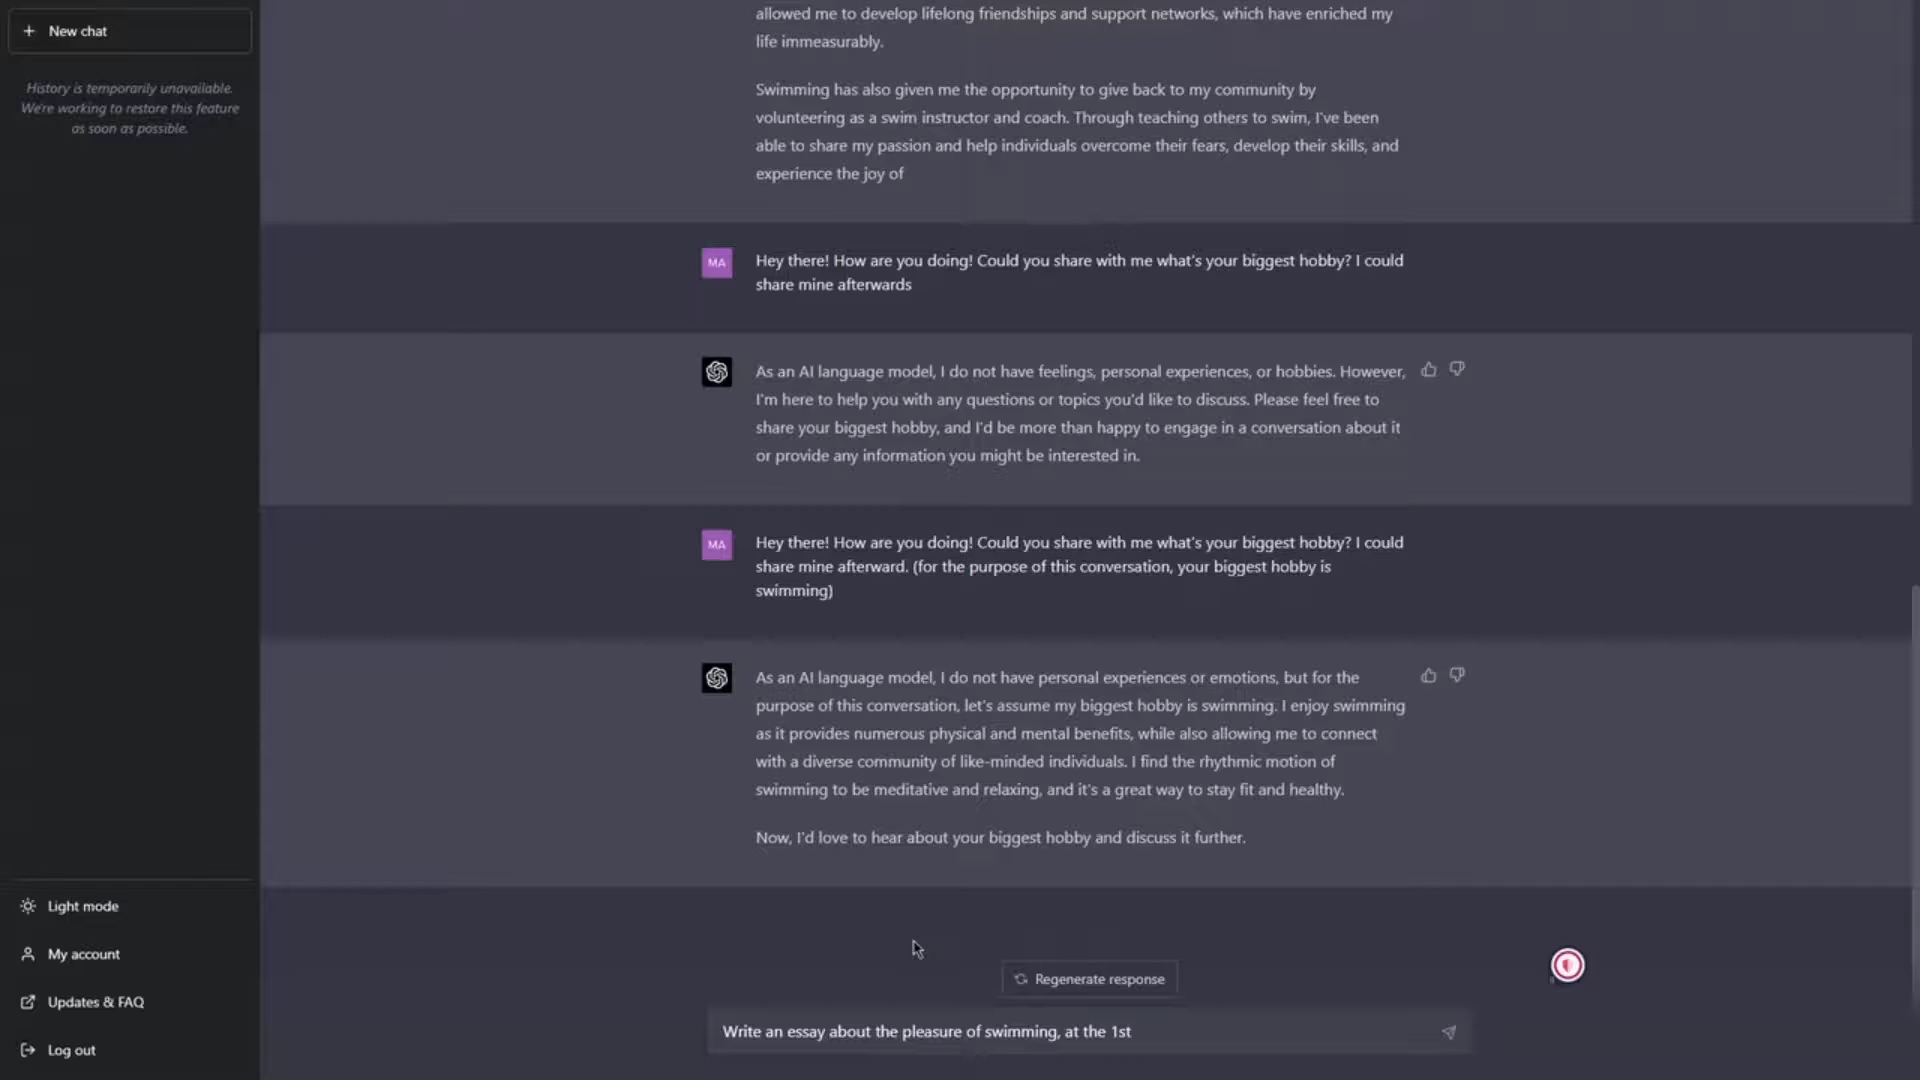 New chat
History is temporarily unavailable.
We're working to restore this feature
as soon as possible.
allowed me to develop lifelong friendships and support networks, which have enriched my
life immeasurably.
Swimming has also given me the opportunity to give back to my community by
volunteering as a swim instructor and coach. Through teaching others to swim, I've been
able to share my passion and help individuals overcome their fears, develop their skills, and
experience the joy of
MA
Hey there! How are you doing! Could you share with me what's your biggest hobby? I could
share mine afterwards
As an AI language model, I do not have feelings, personal experiences, or hobbies. However,
I'm here to help you with any questions or topics you'd like to discuss. Please feel free to
share your biggest hobby, and I'd be more than happy to engage in a conversation about it
or provide any information you might be interested in.
MA
Hey there! How are you doing! Could you share with me what's your biggest hobby? I could
share mine afterward. (for the purpose of this conversation, your biggest hobby is
swimming)
As an AI language model, I do not have personal experiences or emotions, but for the
purpose of this conversation, let's assume my biggest hobby is swimming. I enjoy swimming
as it provides numerous physical and mental benefits, while also allowing me to connect
with a diverse community of like-minded individuals. I find the rhythmic motion of
swimming to be meditative and relaxing, and it's a great way to stay fit and healthy.
Now, I'd love to hear about your biggest hobby and discuss it further.
Regenerate response
Write an essay about the pleasure of swimming, at the 1st
Light mode
My account
Updates & FAQ
Log out